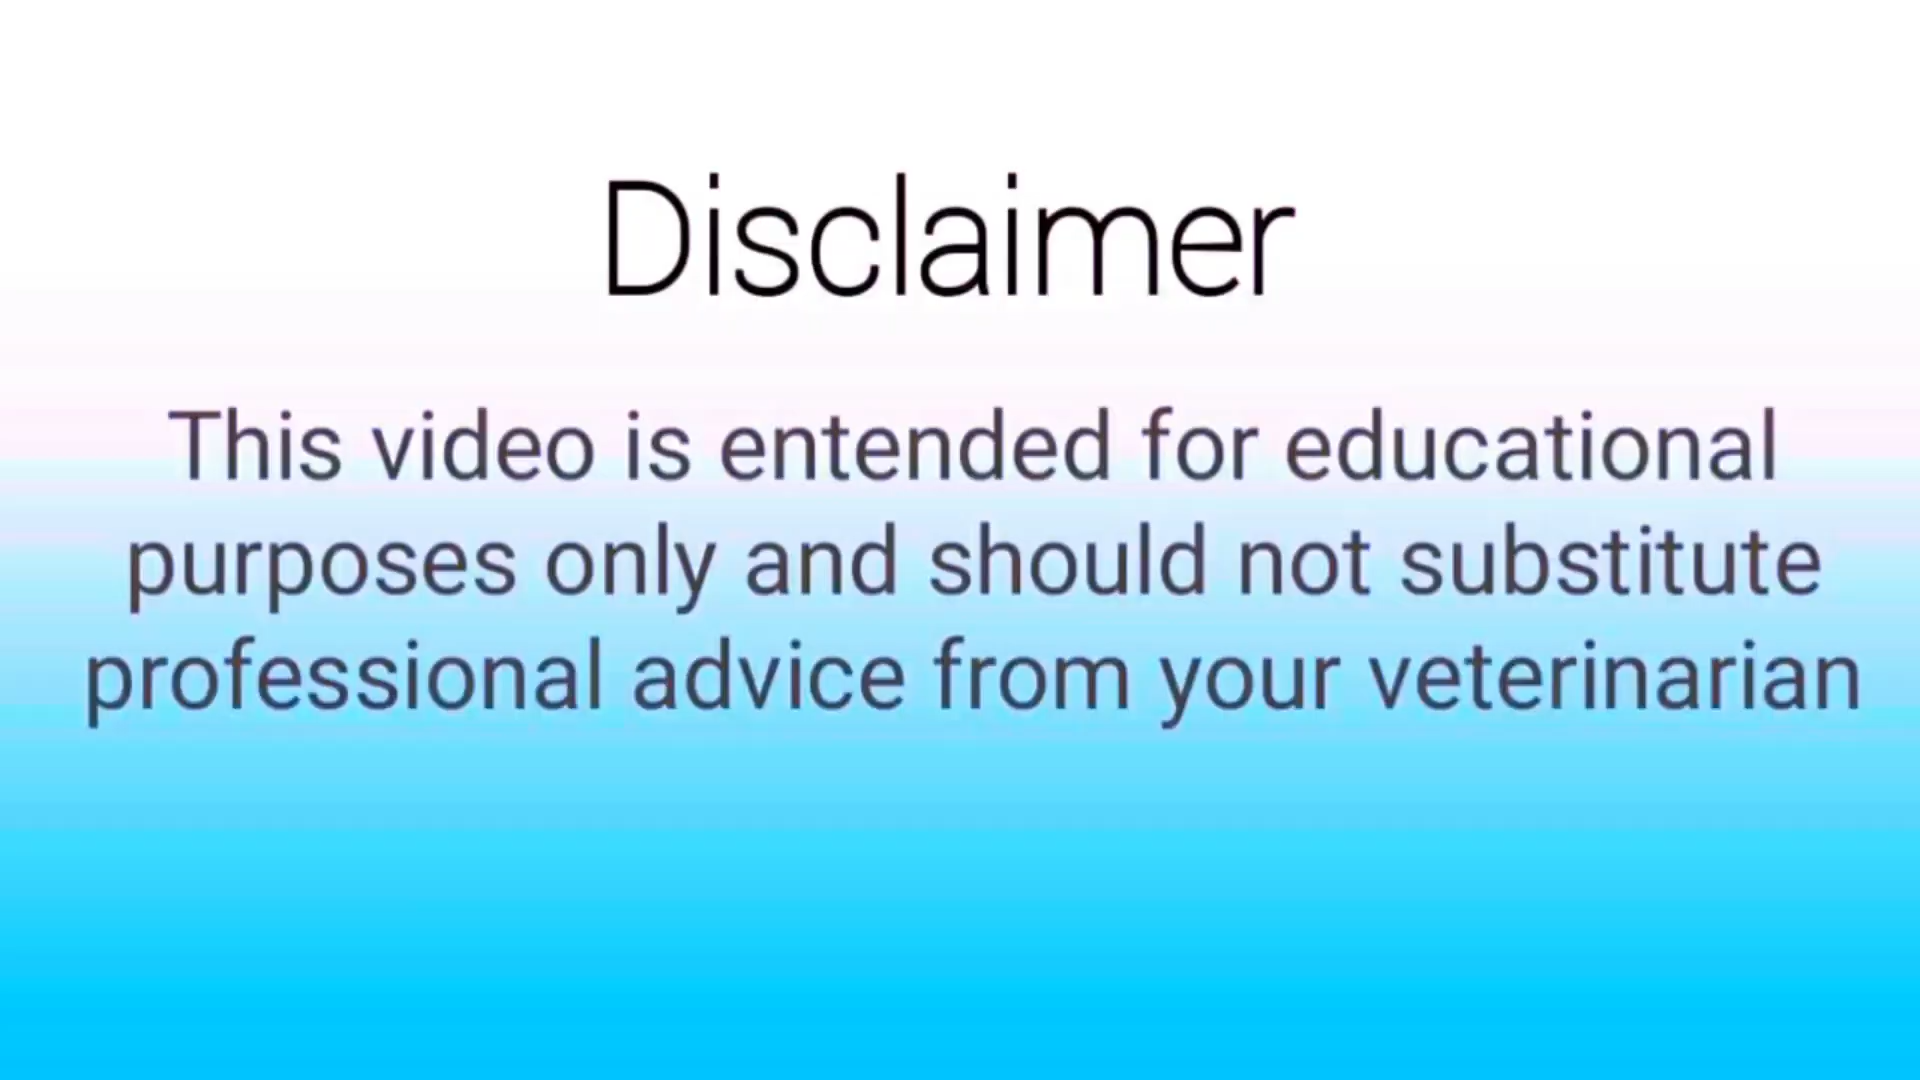 Disclaimer
This video is entended for educational
purposes only and should not substitute
professional advice from your veterinarian